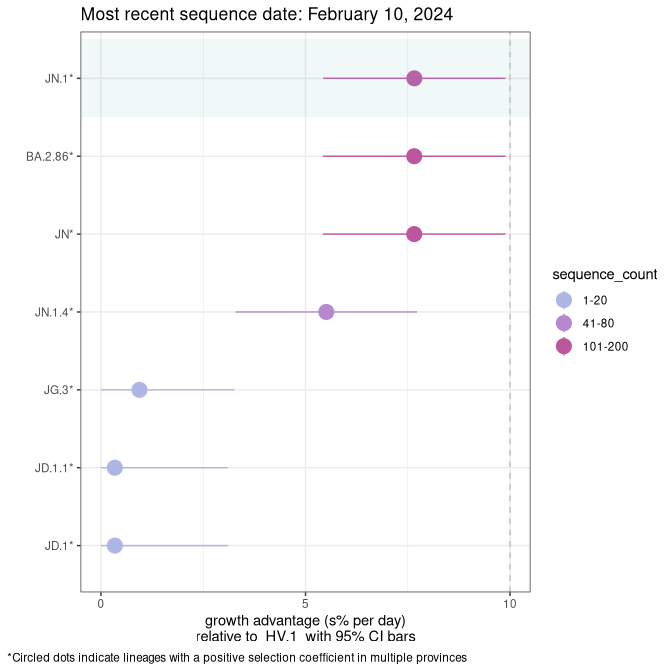 Most recent sequence date: February 10, 2024
JN.1*
BA.2.86*
JN*
JN.1.4*
JG.3*
JD.1.1*
JD.1*
0 5 10
growth advantage (s% per day)
relative to HV.1 with 95% CI bars
sequence_count
1-20
41-80
101-200
*Circled dots indicate lineages with a positive selection coefficient in multiple provinces